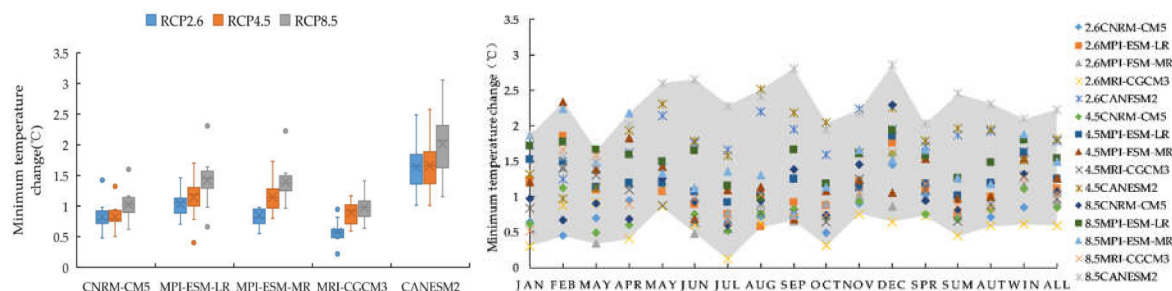 RCP2.6 RCP4.5 RCP8.5
Minimum temperature
change(℃)
3.5
3
2.5
2
1.5
1
0.5
0
CNRM-CM5 MPI-ESM-LR MPI-ESM-MR MRI-CGCM3 CANESM2
Minimum temperature change（℃）
3.5
3
2.5
2
1.5
1
0.5
0
JAN FEB MAY APR MAY JUN JUL AUG SEP OCT NOV DEC SPR SUM AUT WIN ALL
2.6CNRM-CM5
2.6MPI-ESM-LR
2.6MPI-ESM-MR
2.6MRI-CGCM3
2.6CANESM2
4.5CNRM-CM5
4.5MPI-ESM-LR
4.5MPI-ESM-MR
4.5MRI-CGCM3
4.5CANESM2
8.5CNRM-CM5
8.5MPI-ESM-LR
8.5MPI-ESM-MR
8.5MRI-CGCM3
8.5CANESM2